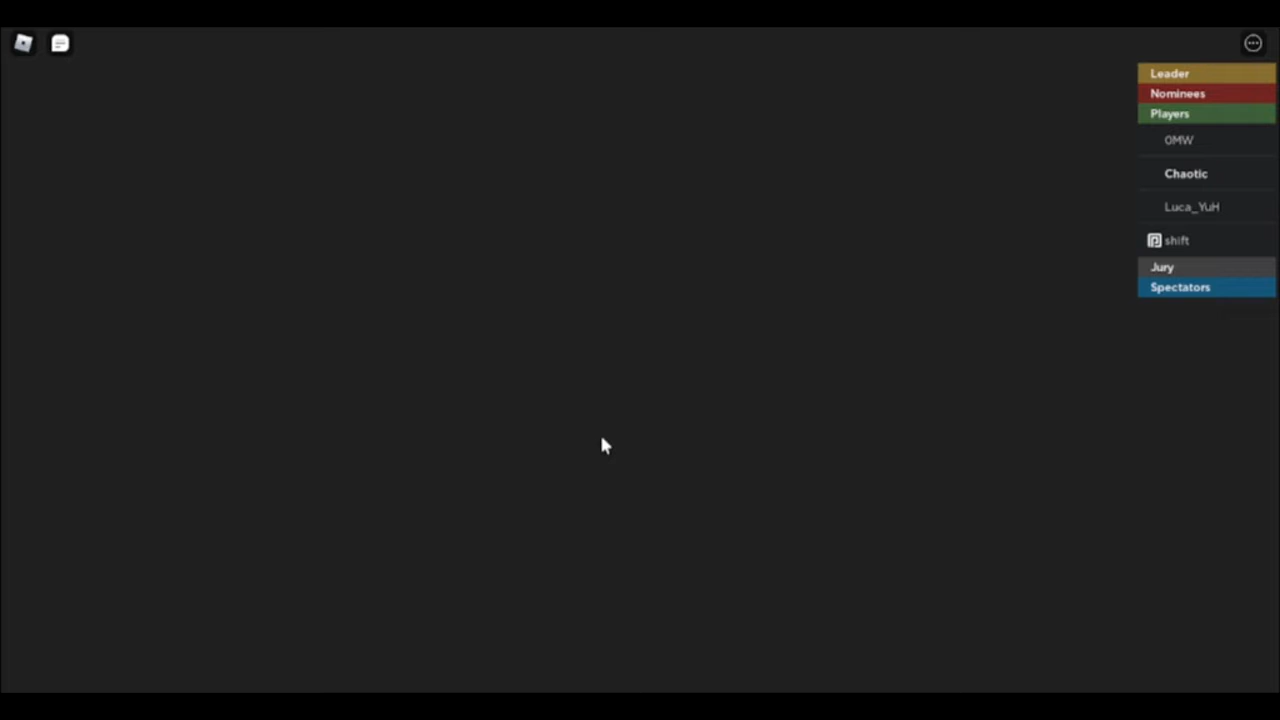 Leader
Nominees
Players
0MW
Chaotic
Luca_YuH
shift
Jury
Spectators